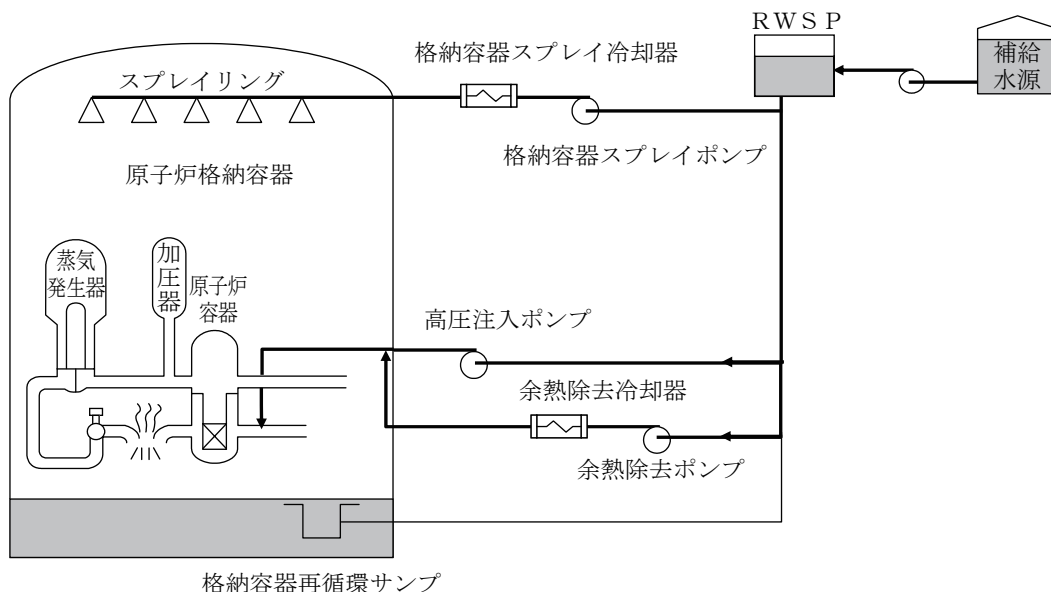 ＲＷＳＰ
補給
水源
格納容器スプレイ冷却器
スプレイリング
格納容器スプレイポンプ
原子炉格納容器
蒸気
発生器
加圧器
原子炉
容器
高圧注入ポンプ
余熱除去冷却器
余熱除去ポンプ
格納容器再循環サンプ